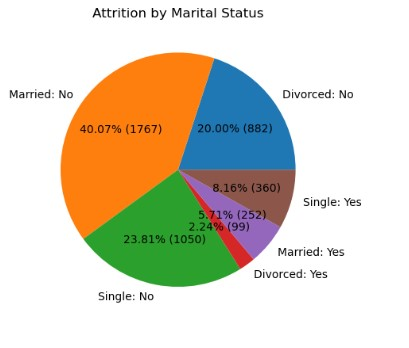 Attrition by Marital Status
Married: No
Divorced: No
40.07% (1767)
20.00% (882)
8.16% (360)
Single: Yes
5.71% (252)
2.24% (99)
23.81% (1050)
Married: Yes
Divorced: Yes
Single: No